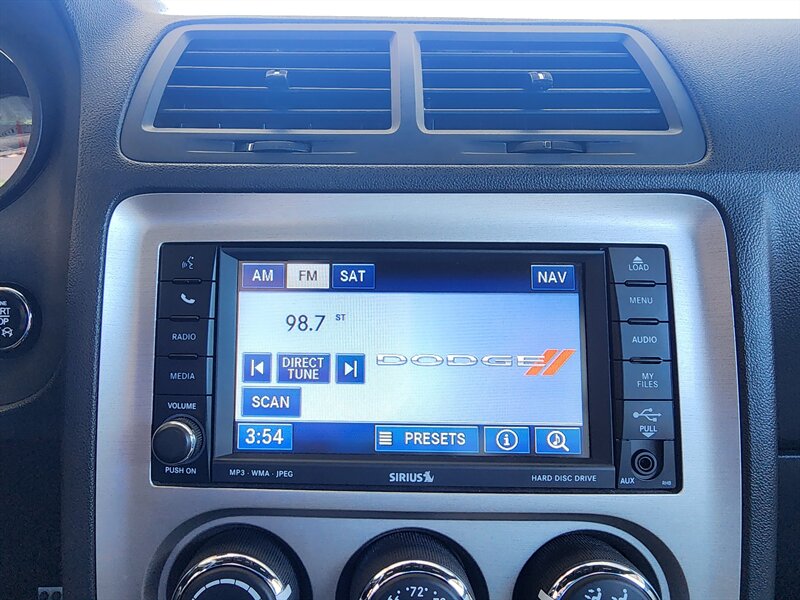 LOAD
AM FM SAT NAV
MENU
98.7 ST
RADIO
AUDIO
DIRECT
TUNE
DODGE
MEDIA
MY
FILES
SCAN
VOLUME
PULL
3:54 PRESETS
PUSH ON
MP3 · WMA · JPEG
SIRIUS
HARD DISC DRIVE
AUX
RHB
72°